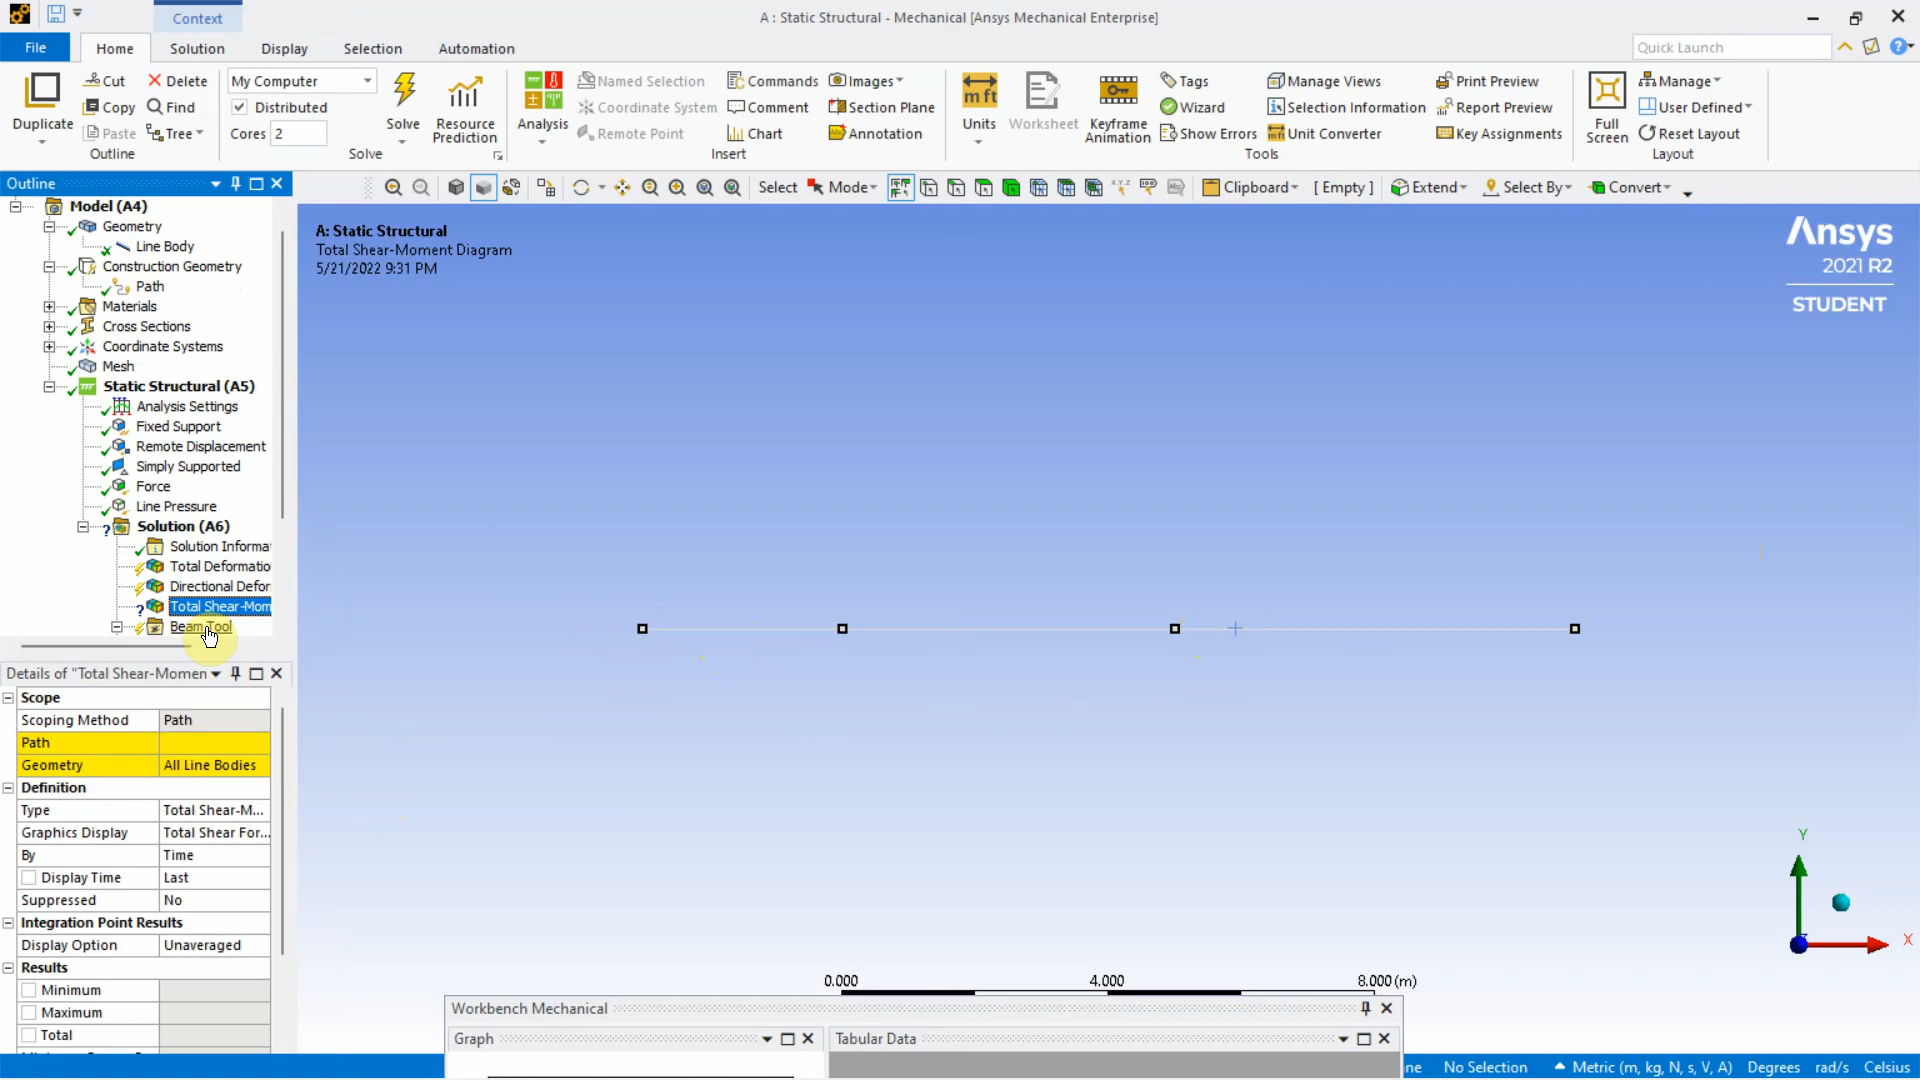 Context
A : Static Structural - Mechanical [Ansys Mechanical Enterprise]
File Home Solution Display Selection Automation
Quick Launch
Duplicate
Cut
Copy
Paste
Delete
Find
Tree
Outline
My Computer
Distributed
Cores 2
Solve
Resource
Prediction
Solve
Analysis
Named Selection
Coordinate System
Remote Point
Commands
Comment
Chart
Images
Section Plane
Annotation
Insert
Units
Worksheet
Keyframe
Animation
Tags
Wizard
Show Errors
Manage Views
Selection Information
Unit Converter
Print Preview
Report Preview
Key Assignments
Tools
Full
Screen
Manage
User Defined
Reset Layout
Layout
Outline
Select Mode Clipboard [ Empty ] Extend Select By Convert
Model (A4)
Geometry
Line Body
Construction Geometry
Path
Materials
Cross Sections
Coordinate Systems
Mesh
Static Structural (A5)
Analysis Settings
Fixed Support
Remote Displacement
Simply Supported
Force
Line Pressure
Solution (A6)
Solution Informa
Total Deformatio
Directional Defor
Total Shear-Mom
Beam Tool
Details of "Total Shear-Momen
Scope
Scoping Method Path
Path
Geometry All Line Bodies
Definition
Type Total Shear-M...
Graphics Display Total Shear For...
By Time
Display Time Last
Suppressed No
Integration Point Results
Display Option Unaveraged
Results
Minimum
Maximum
Total
A: Static Structural
Total Shear-Moment Diagram
5/21/2022 9:31 PM
Ansys
2021 R2
STUDENT
Y
X
0.000 4.000 8.000 (m)
Workbench Mechanical
Graph
Tabular Data
No Selection Metric (m, kg, N, s, V, A) Degrees rad/s Celsius